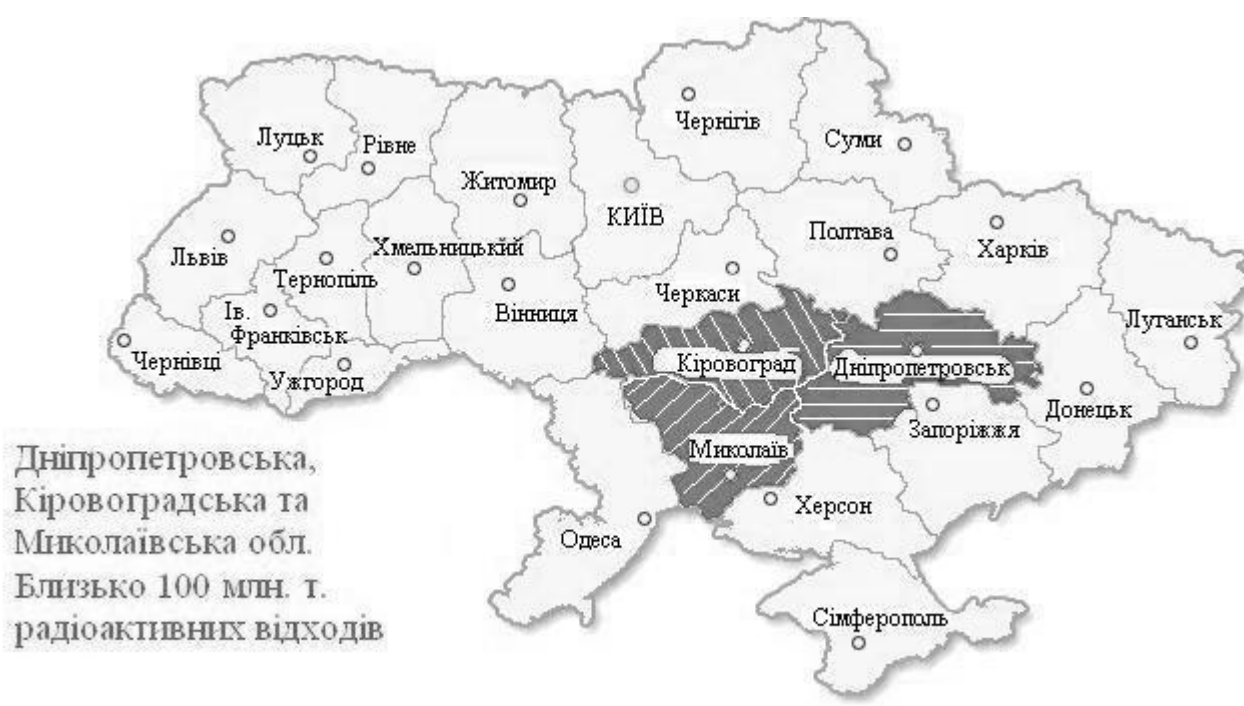 Чернігів
Суми
Луцьк
Рівне
Житомир
КИЇВ
Полтава
Харків
Львів
Хмельницький
Тернопіль
Черкаси
Вінниця
Ів.
Франківськ
Луганськ
Чернівці
Кіровоград
Дніпропетровськ
Ужгород
Донецьк
Запоріжжя
Миколаїв
Херсон
Одеса
Сімферополь
Дніпропетровська,
Кіровоградська та
Миколаївська обл.
Близько 100 млн. т.
радіоактивних відходів